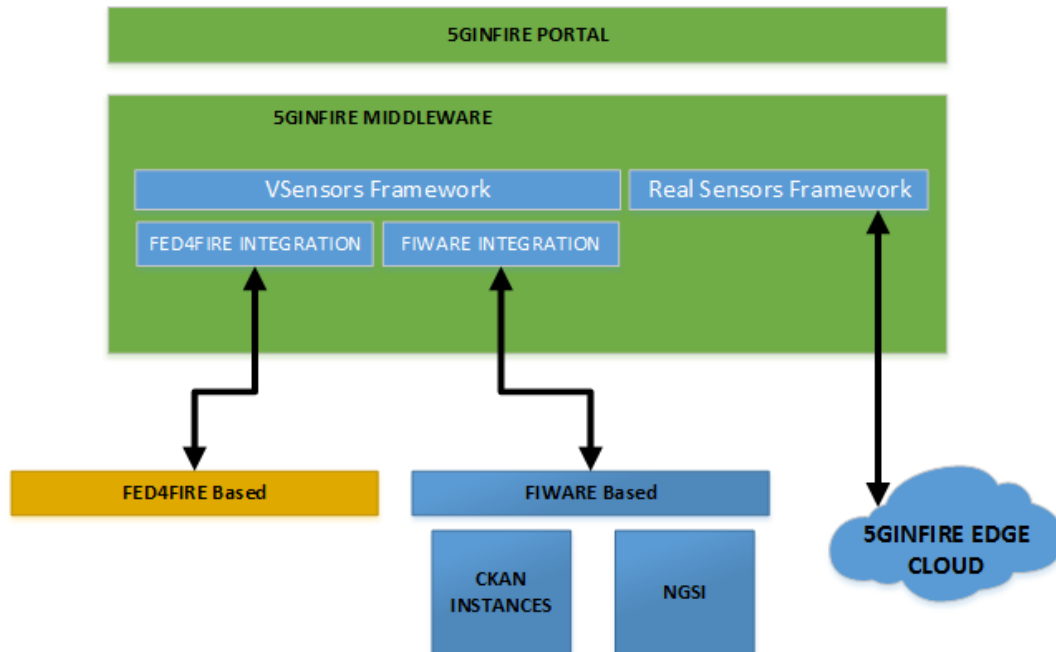 5GINFIRE PORTAL
5GINFIRE MIDDLEWARE
VSensors Framework
Real Sensors Framework
FED4FIRE INTEGRATION
FIWARE INTEGRATION
FED4FIRE Based
FIWARE Based
5GINFIRE EDGE
CLOUD
CKAN
INSTANCES
NGSI